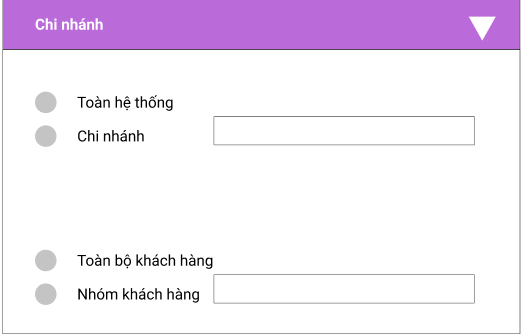 Chi nhánh
Toàn hệ thống
Chi nhánh
Toàn bộ khách hàng
Nhóm khách hàng